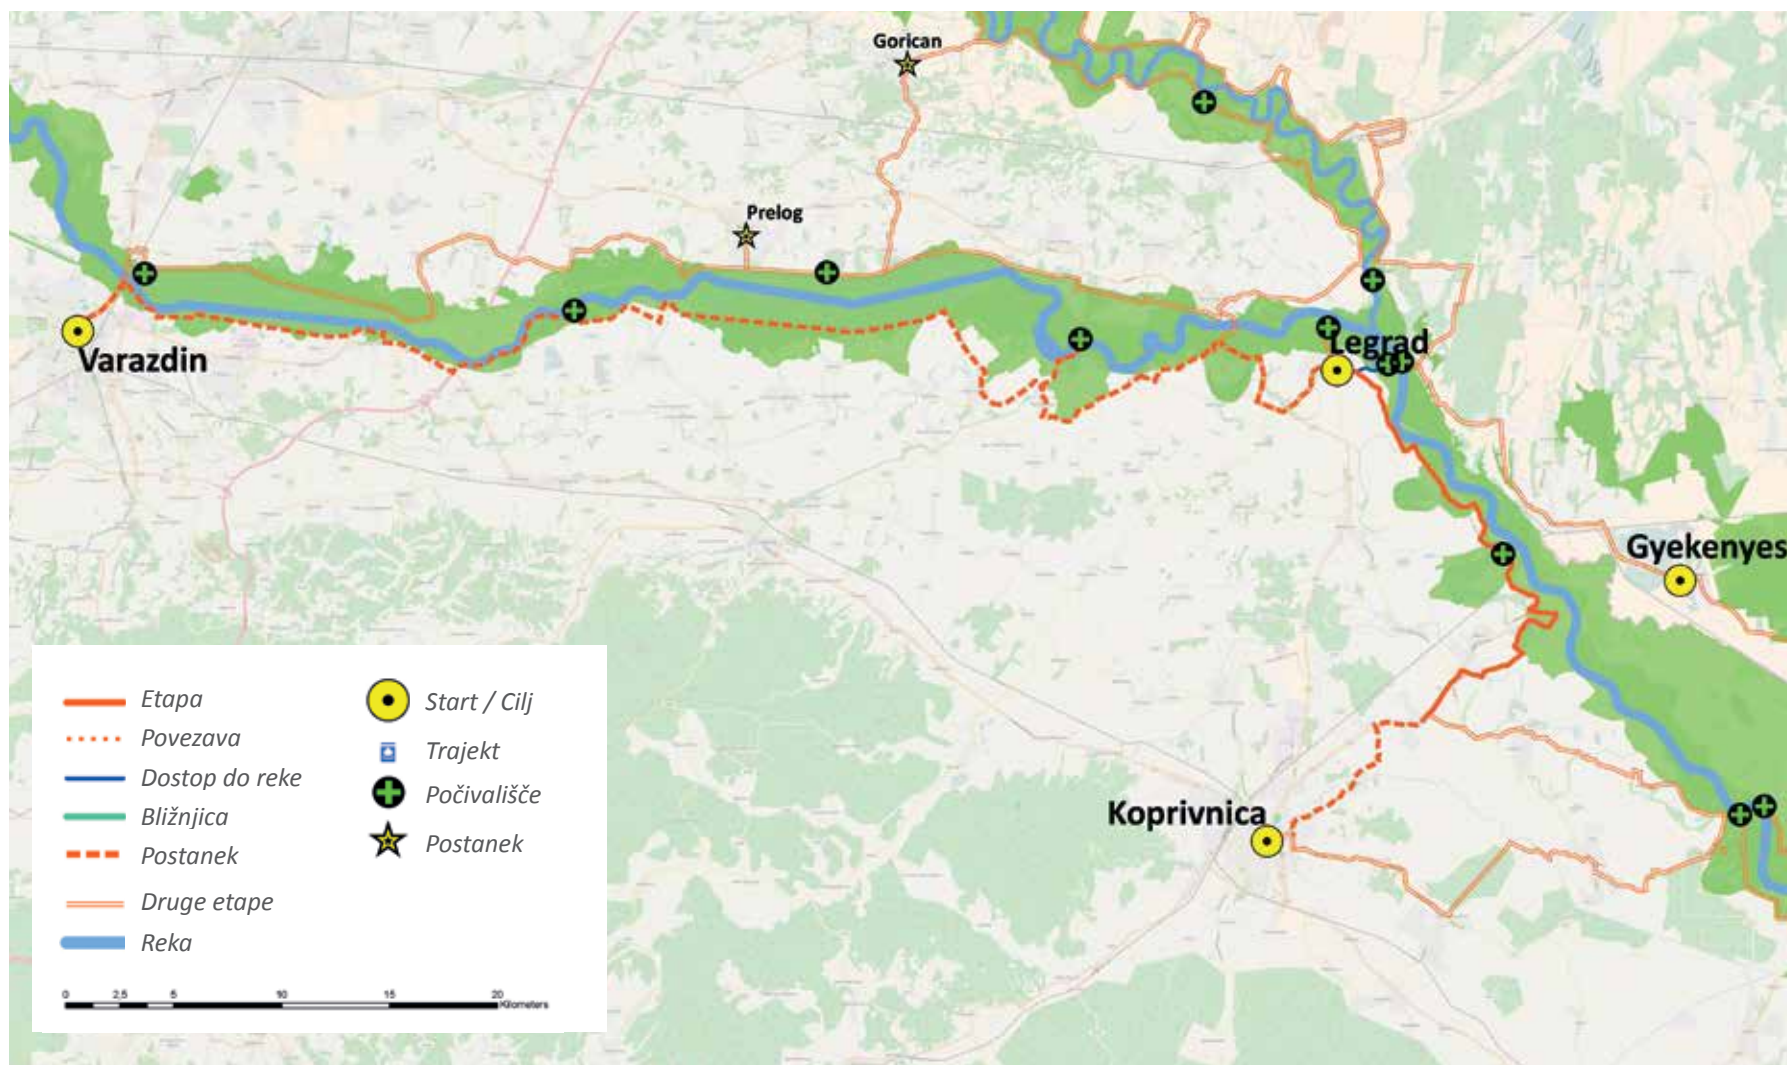 Gorican
Prelog
Varazdin
Legrad
Gyekenyes
Koprivnica
Etapa
Povezava
Dostop do reke
Bližnjica
Postanek
Druge etape
Reka
Start / Cilj
Trajekt
Počivališče
Postanek
0 2,5 5 10 15 20
Kilometers